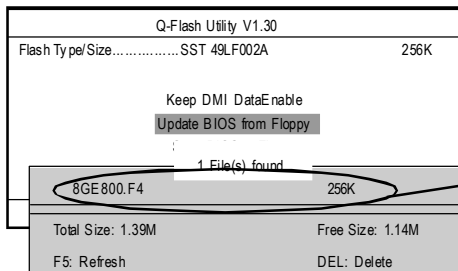 Q-Flash Utility V1.30
Flash Type/Size................SST 49LF002A 256K
Keep DMI DataEnable
Update BIOS from Floppy
1 File(s) found
8GE800.F4 256K
Total Size: 1.39M Free Size: 1.14M
F5: Refresh DEL: Delete